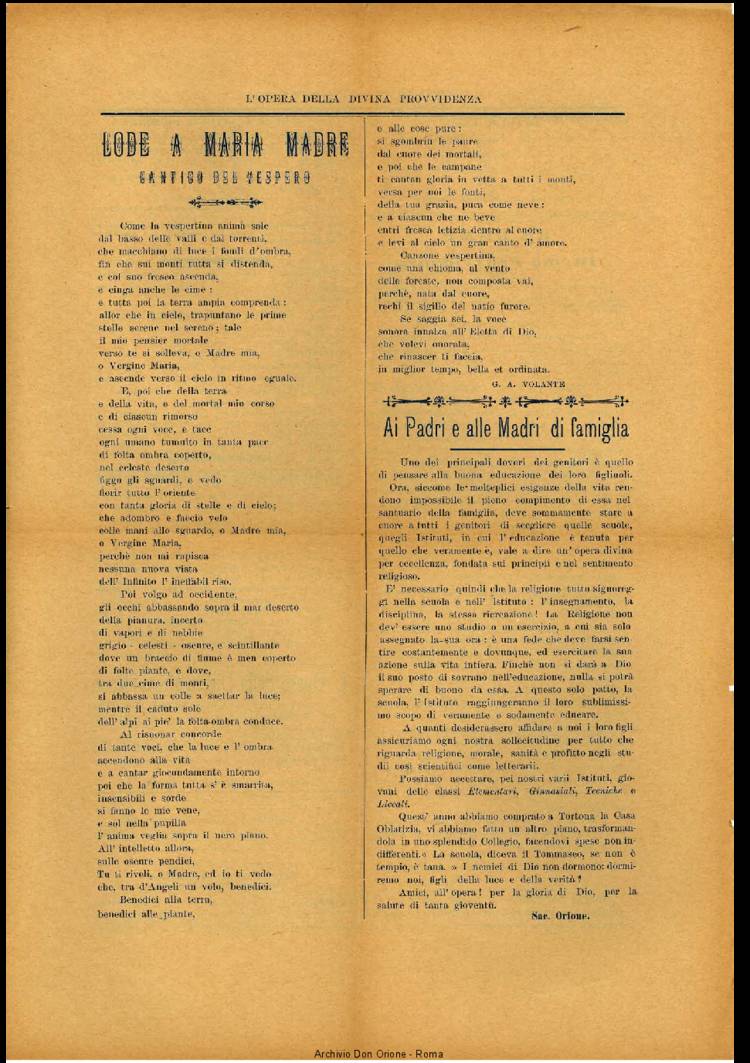 L'OPERA DELLA DIVINA PROVVIDENZA
LODE A MARIA MADRE
CANTICO DEL VESPERO
Come la vespertina anima sale
dal basso delle valli e dai torrenti,
che macchiano di luce i fondi d'ombra,
fin che sui monti tutta si distenda,
e col suo fresco ascenda,
e cinga anche le cime :
e tutta poi la terra ampia comprenda :
allor che in cielo, trapuntano le prime
stelle serene nel sereno ; tale
il mio pensier mortale
verso te si solleva, o Madre mia,
o Vergine Maria,
e ascende verso il cielo in ritmo eguale.
E, poi che della terra
e della vita, e del mortal mio corso
e di ciascun rimorso
cessa ogni voce, e tace
ogni umano tumulto in tanta pace
di folta ombra coperto,
nel celeste deserto
figgo gli sguardi, e vedo
fiorir tutto l' oriente
con tanta gloria di stelle e di cielo;
che adombro e faccio velo
colle mani allo sguardo, o Madre mia,
o Vergine Maria,
perchè non mi rapisca
nessuna nuova vista
dell' Infinito l' ineffabil riso.
Poi volgo ad occidente,
gli occhi abbassando sopra il mar deserto
della pianura, incerto
di vapori e di nebbie
grigio - celesti - oscure, e scintillante
dove un braccio di fiume è men coperto
di folte piante, e dove,
tra due cime di monti,
si abbassa un colle a saettar la luce;
mentre il caduto sole
dell' alpi ai pie' la folta ombra conduce.
Al risuonar concorde
di tante voci, che la luce e l' ombra
accendono alla vita
e a cantar giocondamente intorno
poi che la forma tutta s' è smarrita,
insensibili e sorde
si fanno le mie vene,
e sol nella pupilla
l' anima veglia sopra il nero piano.
All' intelletto allora,
sulle oscure pendici,
Tu ti riveli, o Madre, ed io ti vedo
che, tra d'Angeli un volo, benedici.
Benedici alla terra,
benedici alle piante,
e alle cose pure :
si sgombrin le paure
dal cuore dei mortali,
e poi che le campane
ti cantan gloria in vetta a tutti i monti,
versa per noi le fonti,
della tua grazia, pura come neve :
e a ciascun che ne beve
entri fresca letizia dentro al cuore
e levi al cielo un gran canto d' amore.
Canzone vespertina,
come una chioma, al vento
delle foreste, non composta vai,
perchè, nata dal cuore,
rechi il sigillo del natio furore.
Se saggia sei, la voce
sonora innalza all' Eletta di Dio,
che volevi onorata,
che rinascer ti faccia,
in miglior tempo, bella et ordinata.
G. A. VOLANTE
Ai Padri e alle Madri di famiglia
Uno dei principali doveri dei genitori è quello
di pensare alla buona educazione dei loro figliuoli.
Ora, siccome le molteplici esigenze della vita ren-
dono impossibile il pieno compimento di essa nel
santuario della famiglia, deve sommamente stare a
cuore a tutti i genitori di scegliere quelle scuole,
quegli Istituti, in cui l' educazione è tenuta per
quello che veramente è, vale a dire un' opera divina
per eccellenza, fondata sui principi e nel sentimento
religioso.
E' necessario quindi che la religione tutto signoreg-
gi nella scuola e nell' Istituto : l' insegnamento, la
disciplina, la stessa ricreazione ! La Religione non
dev' essere uno studio o un esercizio, a cui sia solo
assegnato la sua ora : è una fede che deve farsi sen-
tire costantemente e dovunque, ed esercitare la sua
azione sulla vita intiera. Finchè non si darà a Dio
il suo posto di sovrano nell'educazione, nulla si potrà
sperare di buono da essa. A questo solo patto, la
scuola, l' Istituto raggiungeranno il loro sublimissi-
mo scopo di veramente e sodamente educare.
A quanti desiderassero affidare a noi i loro figli
assicuriamo ogni nostra sollecitudine per tutto che
riguarda religione, morale, sanità e profitto negli stu-
dii così scientifici come letterarii.
Possiamo accettare, pei nostri varii Istituti, gio-
vani delle classi Elementari, Ginnasiali, Tecniche e
Liceali.
Quest' anno abbiamo comprato a Tortona la Casa
Oblatizia, vi abbiamo fatto un altro piano, trasforman-
dola in uno splendido Collegio, facendovi spese non in-
differenti. « La scuola, diceva il Tommaseo, se non è
tempio, è tana. » I nemici di Dio non dormono: dormi-
remo noi, figli della luce e della verità ?
Amici, all' opera ! per la gloria di Dio, per la
salute di tanta gioventù.
Sac. Orione.
Archivio Don Orione - Roma